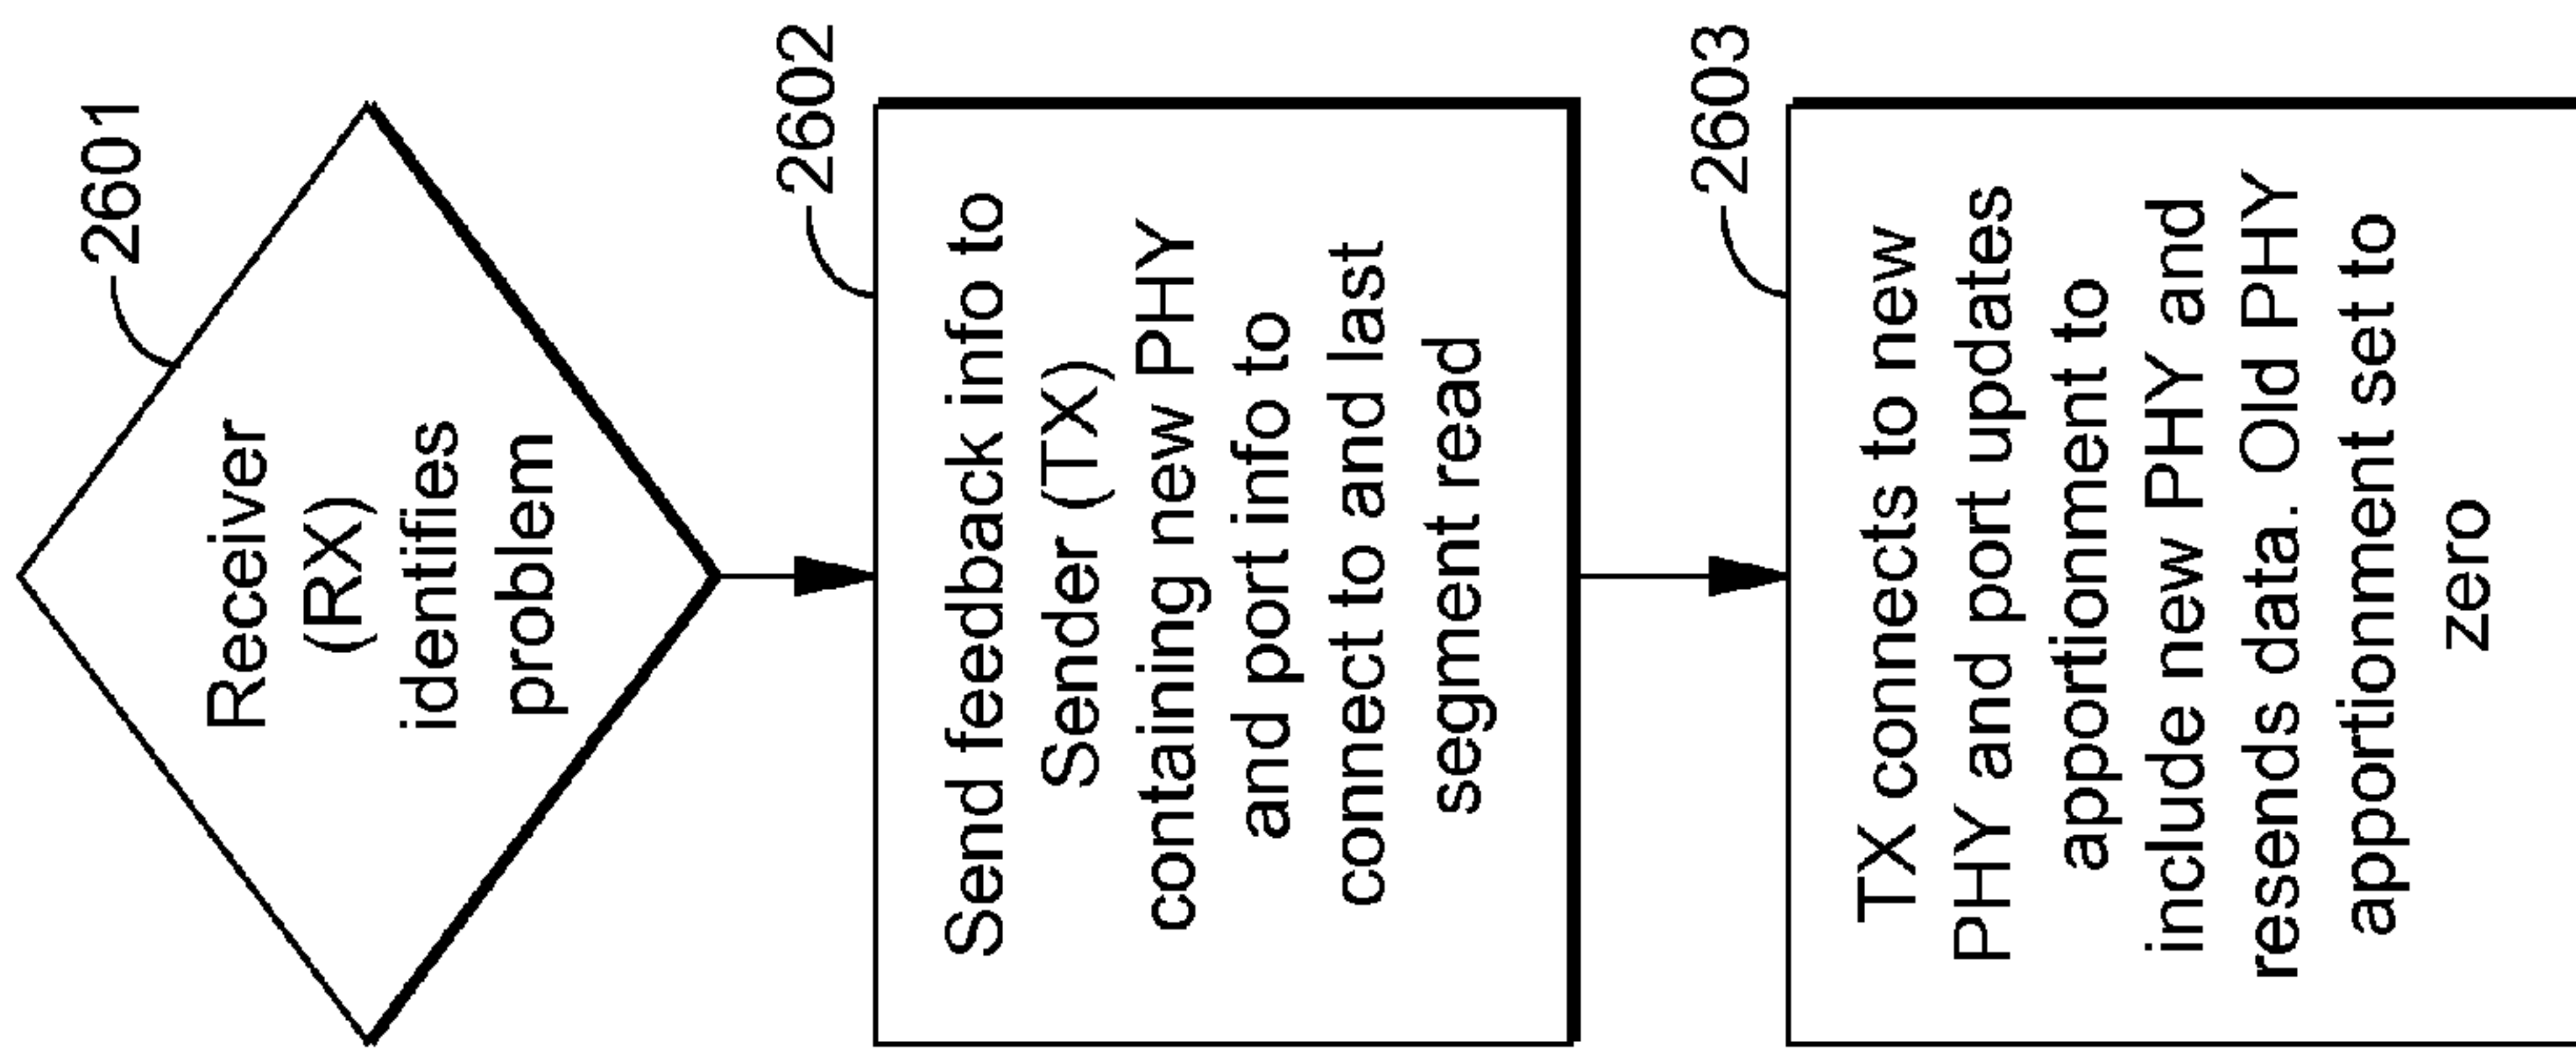 2601
Receiver
(RX)
identifies
problem
2602
Send feedback info to
Sender (TX)
containing new PHY
and port info to
connect to and last
segment read
2603
TX connects to new
PHY and port updates
apportionment to
include new PHY and
resends data. Old PHY
apportionment set to
zero